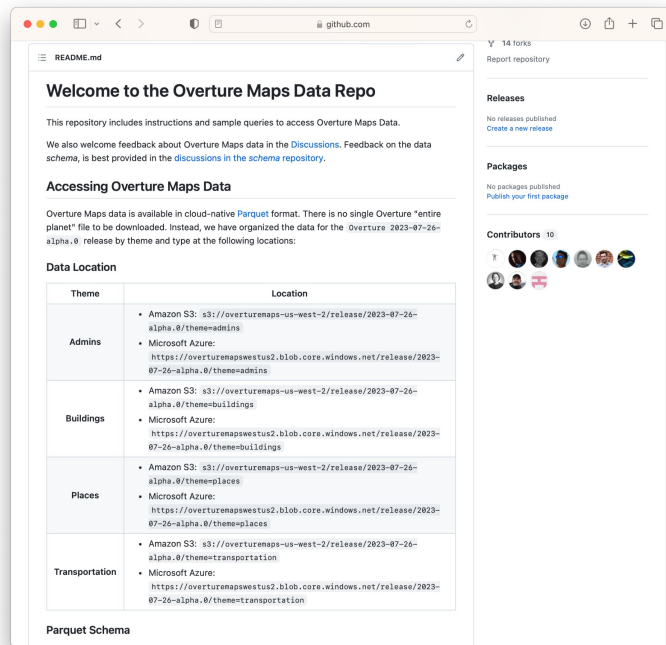 github.com
14 forks
README.md
Report repository
Welcome to the Overture Maps Data Repo
This repository includes instructions and sample queries to access Overture Maps Data.
We also welcome feedback about Overture Maps data in the Discussions. Feedback on the data
schema, is best provided in the discussions in the schema repository.
Accessing Overture Maps Data
Overture Maps data is available in cloud-native Parquet format. There is no single Overture "entire
planet" file to be downloaded. Instead, we have organized the data for the Overture 2023-07-26-
alpha.0 release by theme and type at the following locations:
Data Location
Theme Location
Admins
• Amazon S3: s3://overturemaps-us-west-2/release/2023-07-26-
alpha.0/theme=admins
• Microsoft Azure:
https://overturemapswestus2.blob.core.windows.net/release/2023-
07-26-alpha.0/theme=admins
Buildings
• Amazon S3: s3://overturemaps-us-west-2/release/2023-07-26-
alpha.0/theme=buildings
• Microsoft Azure:
https://overturemapswestus2.blob.core.windows.net/release/2023-
07-26-alpha.0/theme=buildings
Places
• Amazon S3: s3://overturemaps-us-west-2/release/2023-07-26-
alpha.0/theme=places
• Microsoft Azure:
https://overturemapswestus2.blob.core.windows.net/release/2023-
07-26-alpha.0/theme=places
Transportation
• Amazon S3: s3://overturemaps-us-west-2/release/2023-07-26-
alpha.0/theme=transportation
• Microsoft Azure:
https://overturemapswestus2.blob.core.windows.net/release/2023-
07-26-alpha.0/theme=transportation
Parquet Schema
Releases
No releases published
Create a new release
Packages
No packages published
Publish your first package
Contributors 10